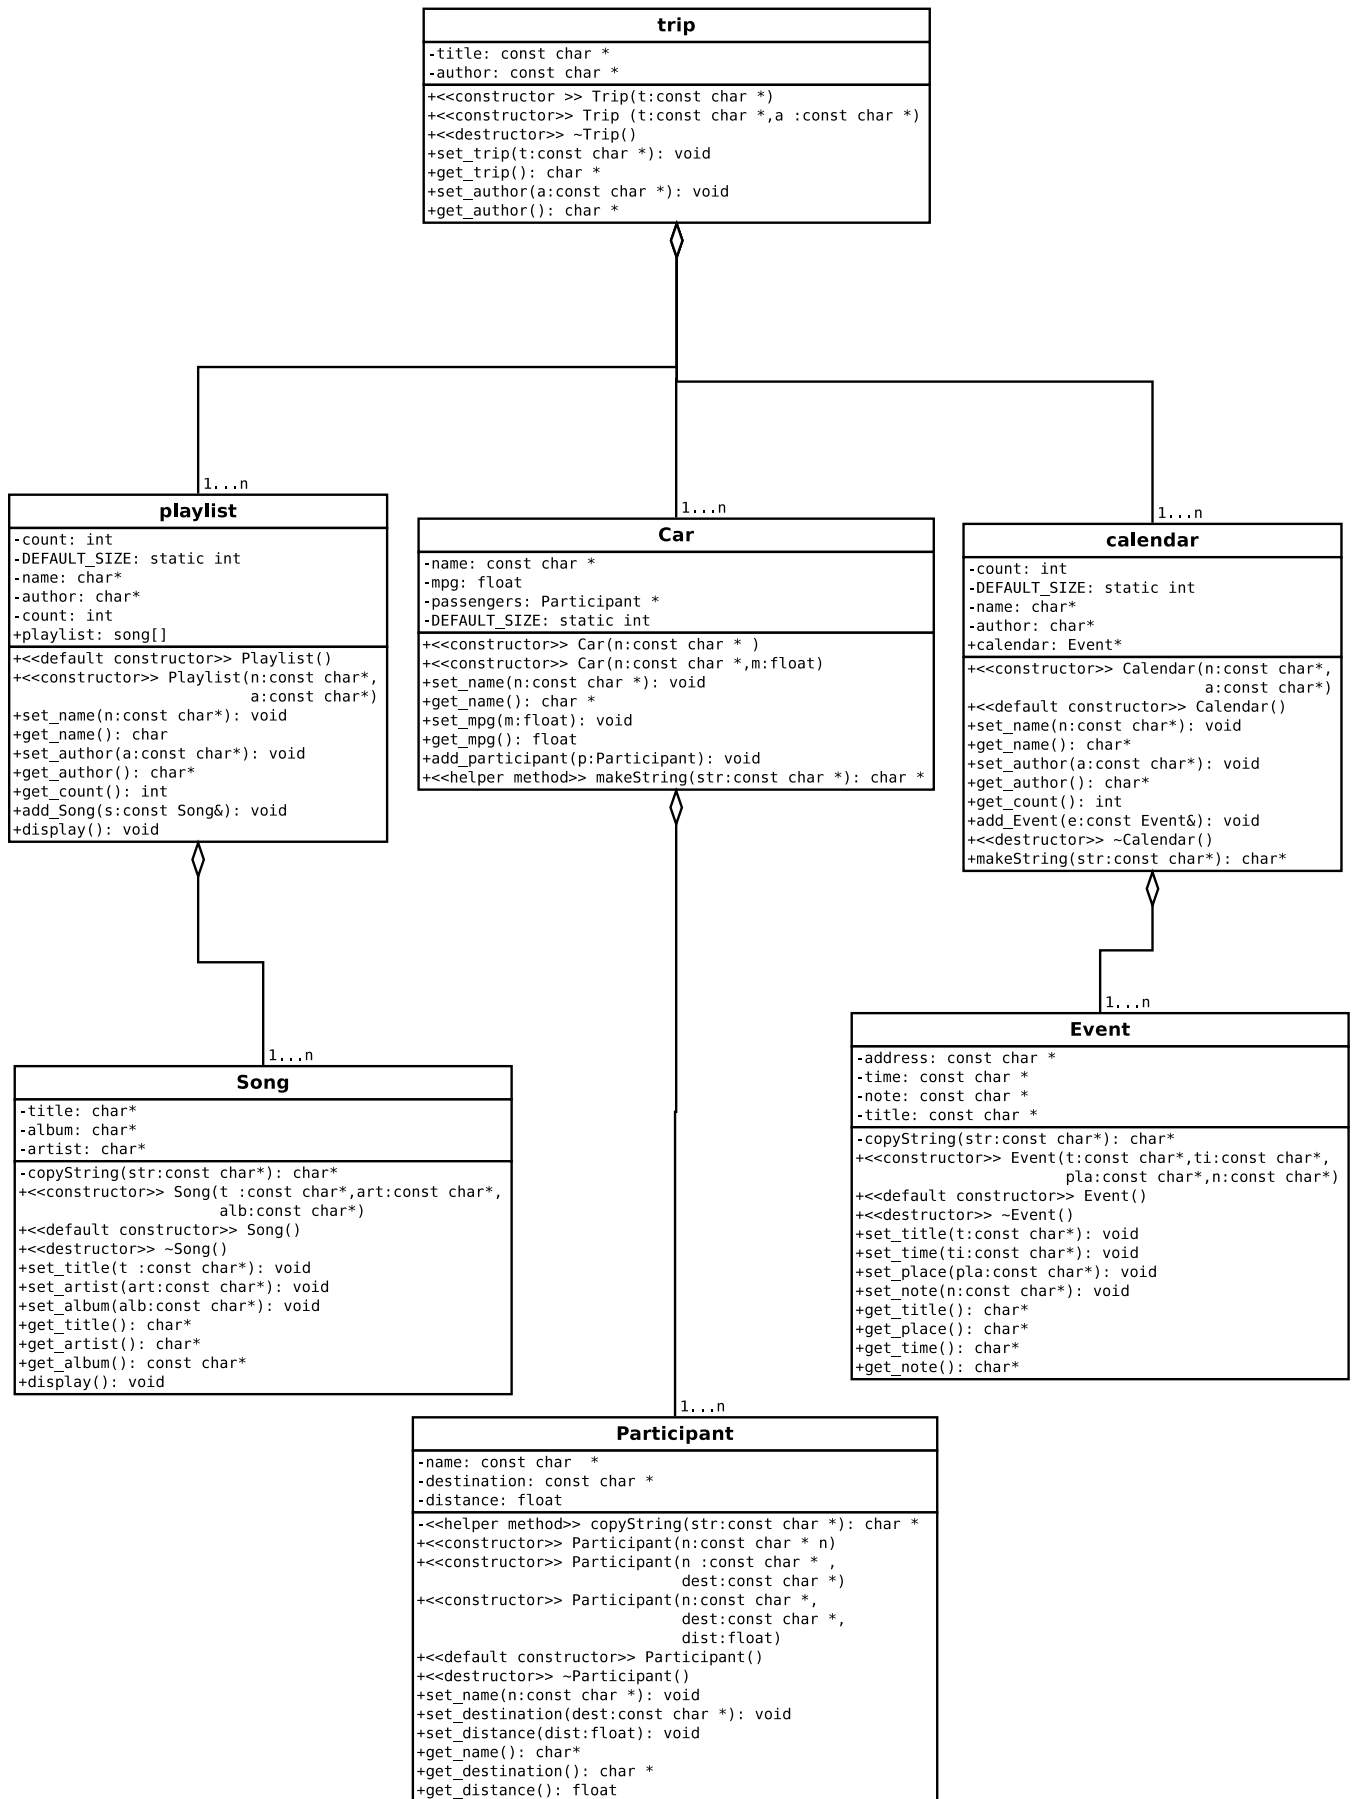 trip
-title: const char *
-author: const char *
+<<constructor >> Trip(t:const char *)
+<<constructor>> Trip (t:const char *,a :const char *)
+<<destructor>> ~Trip()
+set_trip(t:const char *): void
+get_trip(): char *
+set_author(a:const char *): void
+get_author(): char *
1...n
playlist
-count: int
-DEFAULT_SIZE: static int
-name: char*
-author: char*
-count: int
+playlist: song[]
+<<default constructor>> Playlist()
+<<constructor>> Playlist(n:const char*,
a:const char*)
+set_name(n:const char*): void
+get_name(): char
+set_author(a:const char*): void
+get_author(): char*
+get_count(): int
+add_Song(s:const Song&): void
+display(): void
1...n
Car
-name: const char *
-mpg: float
-passengers: Participant *
-DEFAULT_SIZE: static int
+<<constructor>> Car(n:const char * )
+<<constructor>> Car(n:const char *,m:float)
+set_name(n:const char *): void
+get_name(): char *
+set_mpg(m:float): void
+get_mpg(): float
+add_participant(p:Participant): void
+<<helper method>> makeString(str:const char *): char *
1...n
calendar
-count: int
-DEFAULT_SIZE: static int
-name: char*
-author: char*
+calendar: Event*
+<<constructor>> Calendar(n:const char*,
a:const char*)
+<<default constructor>> Calendar()
+set_name(n:const char*): void
+get_name(): char*
+set_author(a:const char*): void
+get_author(): char*
+get_count(): int
+add_Event(e:const Event&): void
+<<destructor>> ~Calendar()
+makeString(str:const char*): char*
1...n
Song
-title: char*
-album: char*
-artist: char*
-copyString(str:const char*): char*
+<<constructor>> Song(t :const char*,art:const char*,
alb:const char*)
+<<default constructor>> Song()
+<<destructor>> ~Song()
+set_title(t :const char*): void
+set_artist(art:const char*): void
+set_album(alb:const char*): void
+get_title(): char*
+get_artist(): char*
+get_album(): const char*
+display(): void
1...n
Event
-address: const char *
-time: const char *
-note: const char *
-title: const char *
-copyString(str:const char*): char*
+<<constructor>> Event(t:const char*,ti:const char*,
pla:const char*,n:const char*)
+<<default constructor>> Event()
+<<destructor>> ~Event()
+set_title(t:const char*): void
+set_time(ti:const char*): void
+set_place(pla:const char*): void
+set_note(n:const char*): void
+get_title(): char*
+get_place(): char*
+get_time(): char*
+get_note(): char*
1...n
Participant
-name: const char  *
-destination: const char *
-distance: float
-<<helper method>> copyString(str:const char *): char *
+<<constructor>> Participant(n:const char * n)
+<<constructor>> Participant(n :const char * ,
dest:const char *)
+<<constructor>> Participant(n:const char *,
dest:const char *,
dist:float)
+<<default constructor>> Participant()
+<<destructor>> ~Participant()
+set_name(n:const char *): void
+set_destination(dest:const char *): void
+set_distance(dist:float): void
+get_name(): char*
+get_destination(): char *
+get_distance(): float